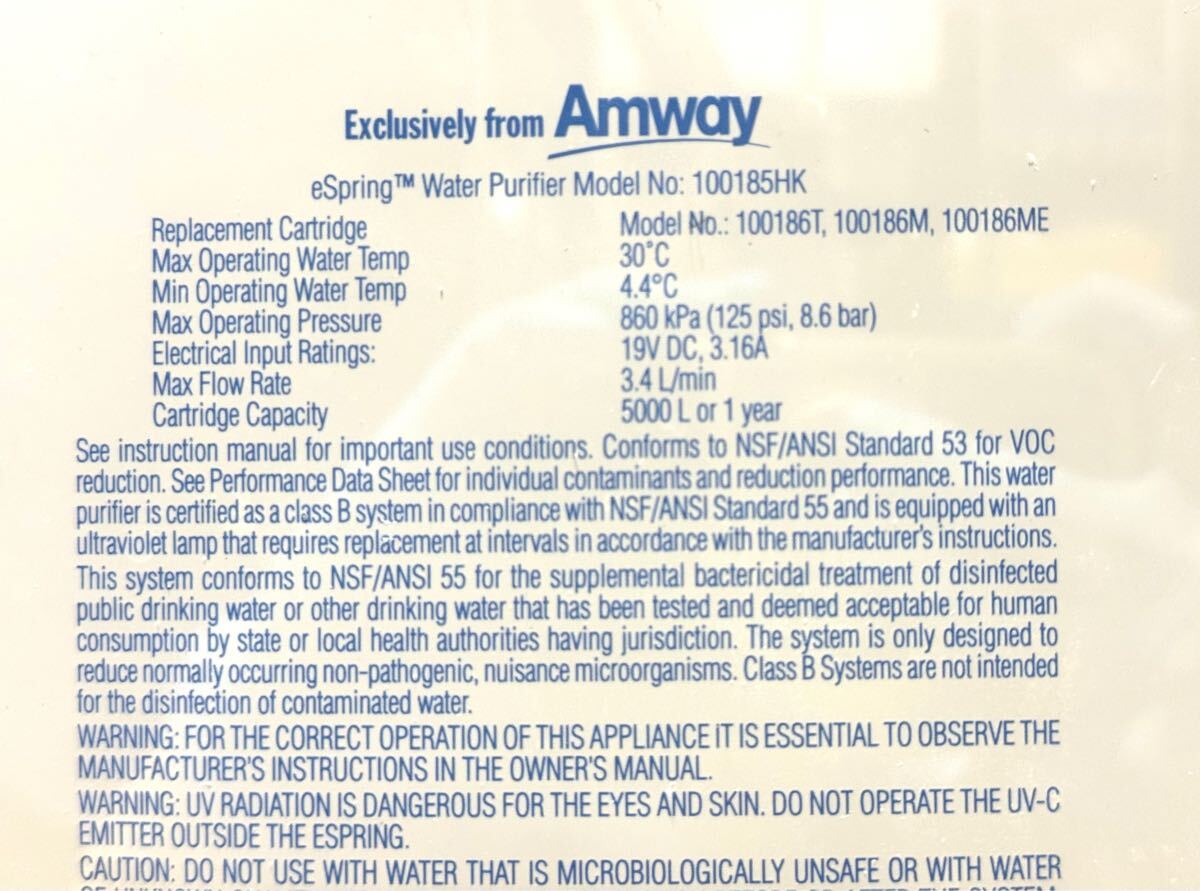 Exclusively from Amway
eSpring™ Water Purifier Model No: 100185HK
Replacement Cartridge Model No.: 100186T, 100186M, 100186ME
Max Operating Water Temp 30°C
Min Operating Water Temp 4.4°C
Max Operating Pressure 860 kPa (125 psi, 8.6 bar)
Electrical Input Ratings: 19V DC, 3.16A
Max Flow Rate 3.4 L/min
Cartridge Capacity 5000 L or 1 year
See instruction manual for important use conditions. Conforms to NSF/ANSI Standard 53 for VOC
reduction. See Performance Data Sheet for individual contaminants and reduction performance. This water
purifier is certified as a class B system in compliance with NSF/ANSI Standard 55 and is equipped with an
ultraviolet lamp that requires replacement at intervals in accordance with the manufacturer's instructions.
This system conforms to NSF/ANSI 55 for the supplemental bactericidal treatment of disinfected
public drinking water or other drinking water that has been tested and deemed acceptable for human
consumption by state or local health authorities having jurisdiction. The system is only designed to
reduce normally occurring non-pathogenic, nuisance microorganisms. Class B Systems are not intended
for the disinfection of contaminated water.
WARNING: FOR THE CORRECT OPERATION OF THIS APPLIANCE IT IS ESSENTIAL TO OBSERVE THE
MANUFACTURER'S INSTRUCTIONS IN THE OWNER'S MANUAL.
WARNING: UV RADIATION IS DANGEROUS FOR THE EYES AND SKIN. DO NOT OPERATE THE UV-C
EMITTER OUTSIDE THE ESPRING.
CAUTION: DO NOT USE WITH WATER THAT IS MICROBIOLOGICALLY UNSAFE OR WITH WATER